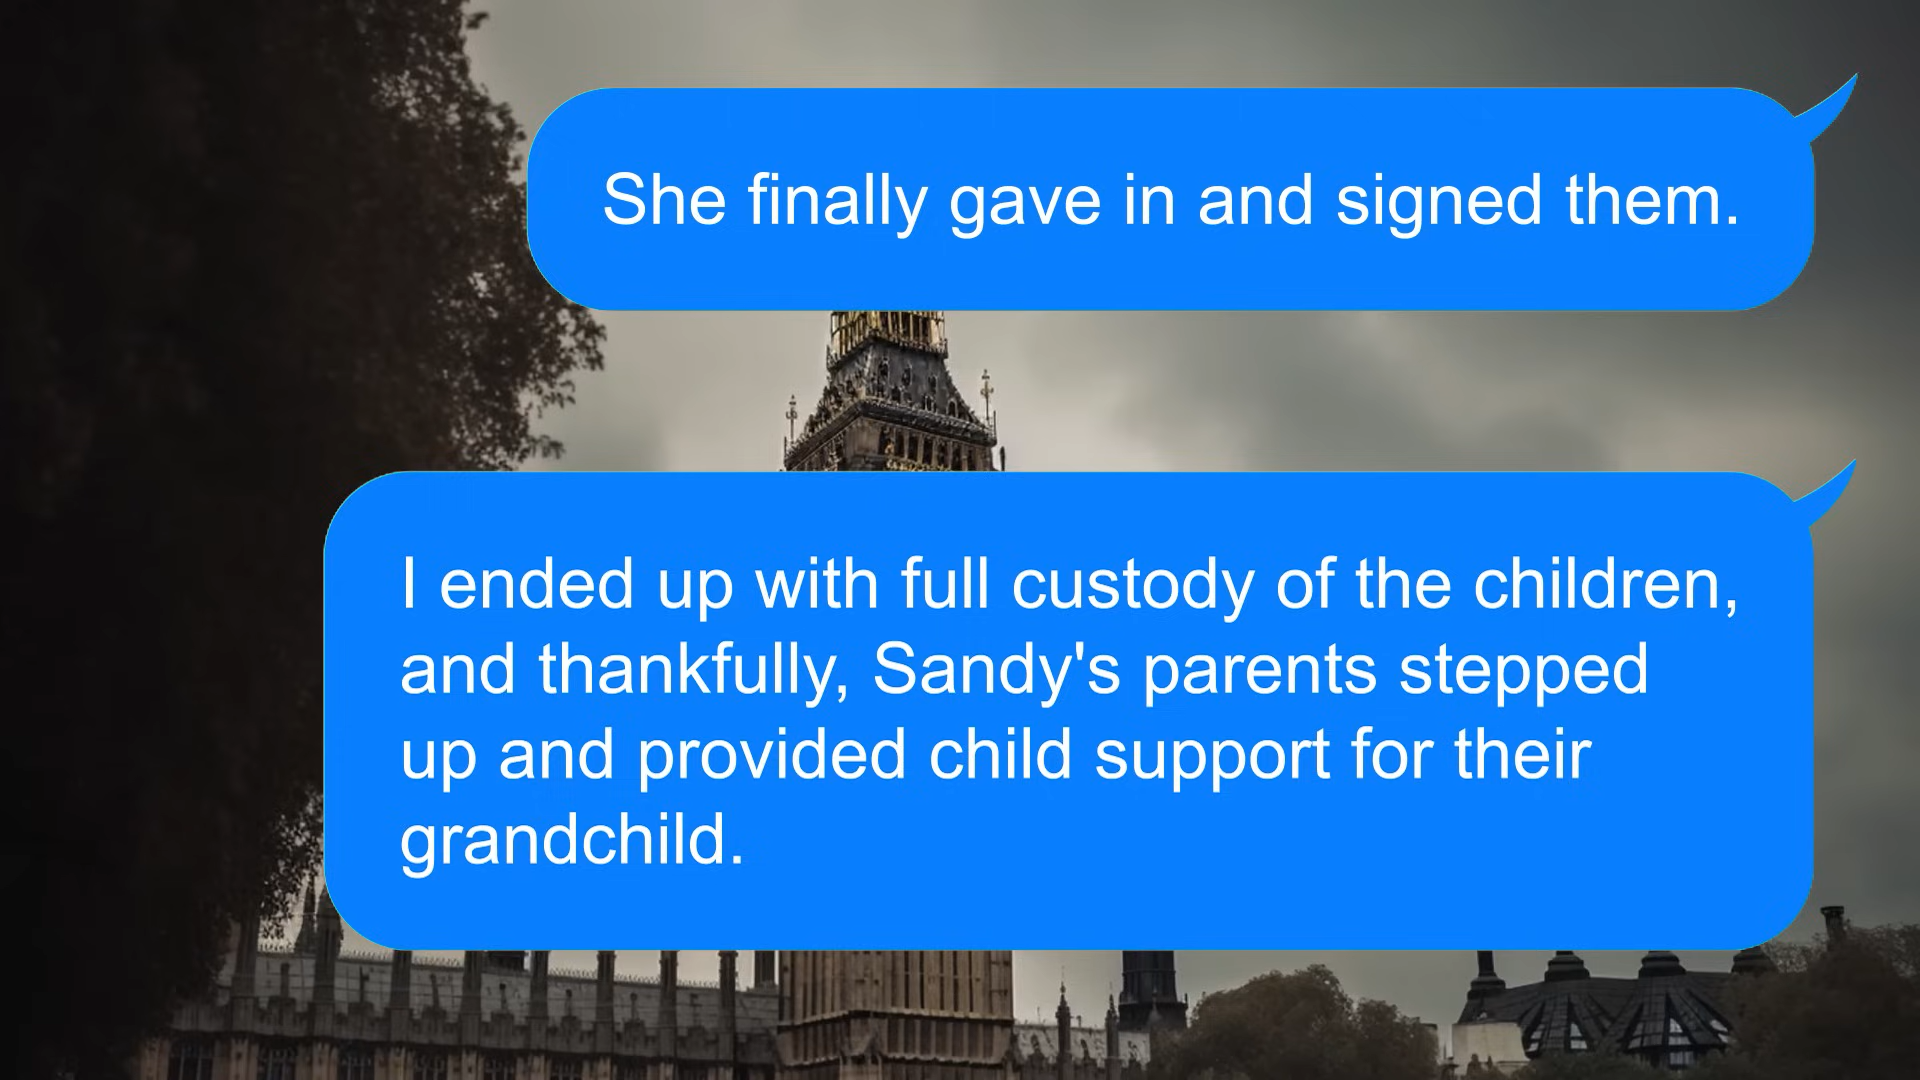 She finally gave in and signed them.
I ended up with full custody of the children,
and thankfully, Sandy's parents stepped
up and provided child support for their
grandchild.